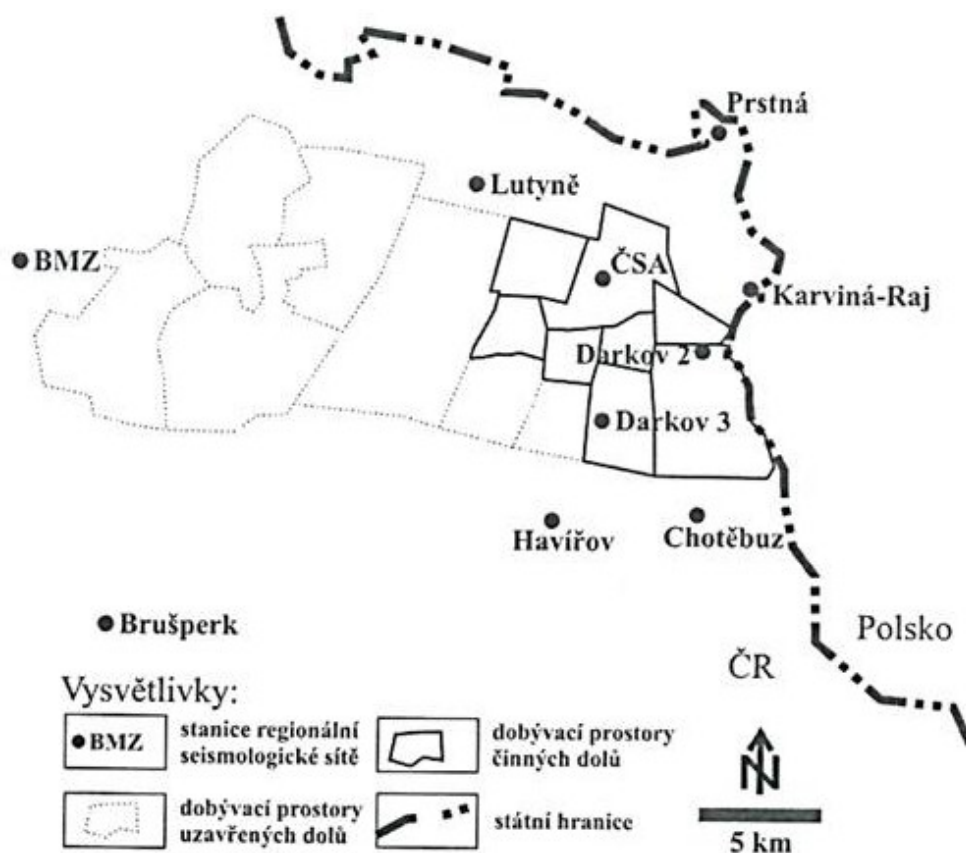 Prstná
Lutyně
BMZ
ČSA
Karviná-Raj
Darkov 2
Darkov 3
Havířov
Chotěbuz
Brušperk
Polsko
ČR
Vysvětlivky:
BMZ
stanice regionální
seismologické sítě
dobývací prostory
činných dolů
dobývací prostory
uzavřených dolů
státní hranice
N
5 km